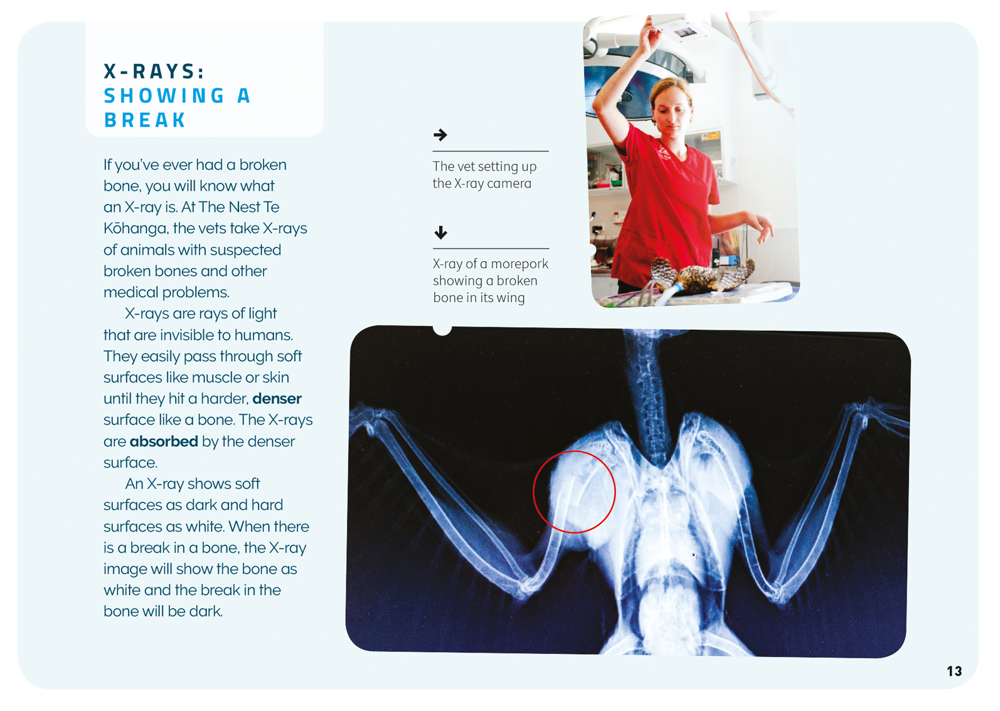 X-RAYS:
SHOWING A
BREAK
If you’ve ever had a broken
bone, you will know what
an X-ray is. At The Nest Te
Kōhanga, the vets take X-rays
of animals with suspected
broken bones and other
medical problems.
X-rays are rays of light
that are invisible to humans.
They easily pass through soft
surfaces like muscle or skin
until they hit a harder, denser
surface like a bone. The X-rays
are absorbed by the denser
surface.
An X-ray shows soft
surfaces as dark and hard
surfaces as white. When there
is a break in a bone, the X-ray
image will show the bone as
white and the break in the
bone will be dark.
→
The vet setting up
the X-ray camera
↓
X-ray of a morepork
showing a broken
bone in its wing
13